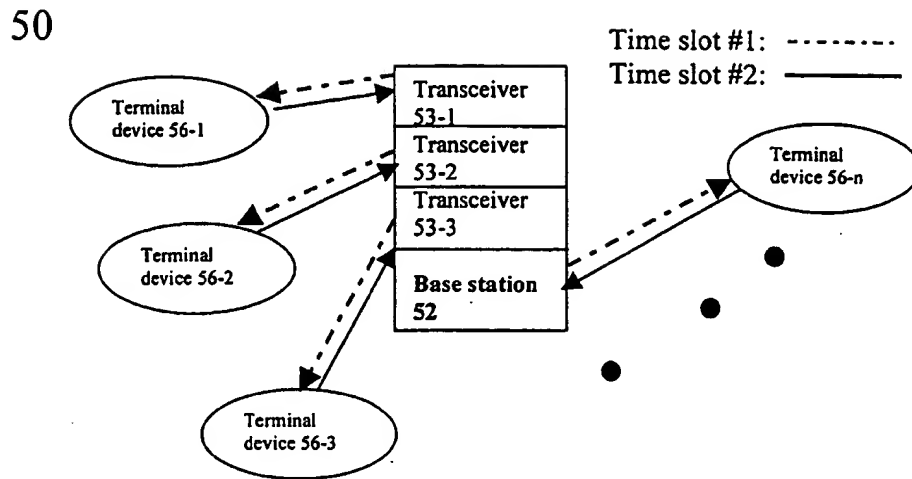 50
Time slot #1:
Time slot #2:
Terminal
device 56-1
Transceiver
53-1
Transceiver
53-2
Transceiver
53-3
Base station
52
Terminal
device 56-n
Terminal
device 56-2
Terminal
device 56-3